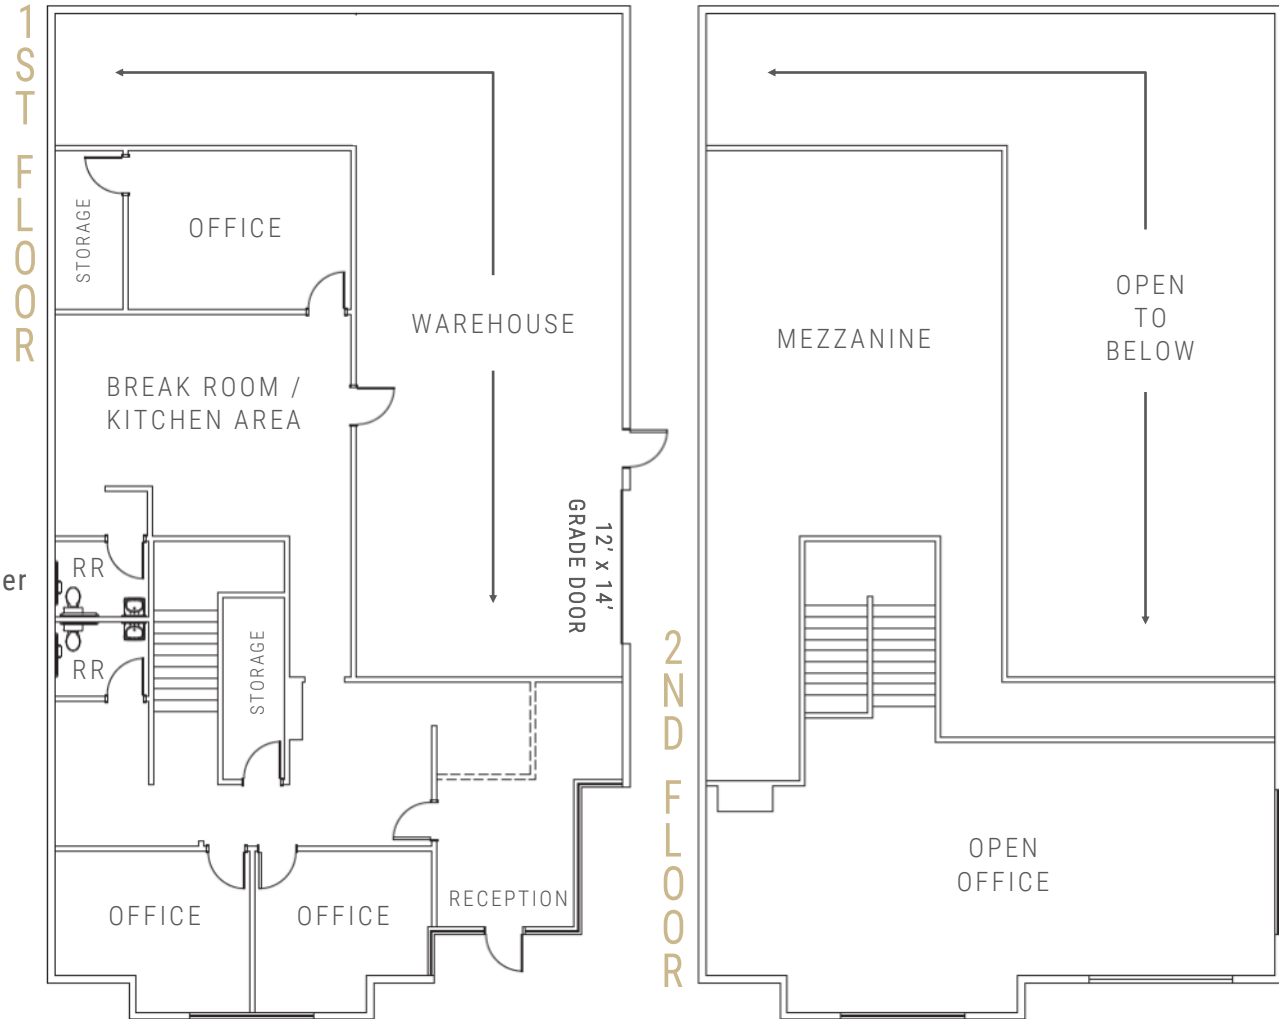 1ST FLOOR
STORAGE
OFFICE
WAREHOUSE
BREAK ROOM /
KITCHEN AREA
12' x 14'
GRADE DOOR
er
RR
RR
STORAGE
OFFICE
OFFICE
RECEPTION
2ND FLOOR
MEZZANINE
OPEN
TO
BELOW
OPEN
OFFICE